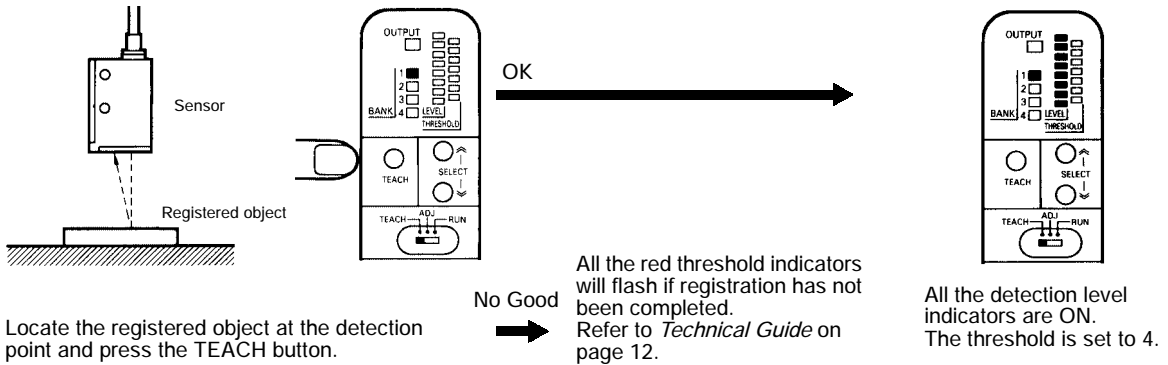 Sensor
Registered object
OUTPUT
1
2
3
BANK 4 LEVEL
THRESHOLD
TEACH
SELECT
ADJ
TEACH RUN
OK
Locate the registered object at the detection
point and press the TEACH button.
No Good
All the red threshold indicators
will flash if registration has not
been completed.
Refer to Technical Guide on
page 12.
OUTPUT
1
2
3
BANK 4 LEVEL
THRESHOLD
TEACH
SELECT
ADJ
TEACH RUN
All the detection level
indicators are ON.
The threshold is set to 4.